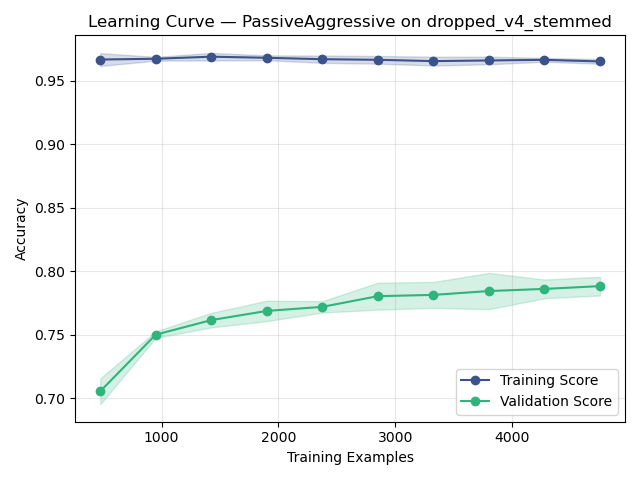 Learning Curve — PassiveAggressive on dropped_v4_stemmed
Accuracy
0.95
0.90
0.85
0.80
0.75
0.70
1000
2000
3000
4000
Training Examples
Training Score
Validation Score